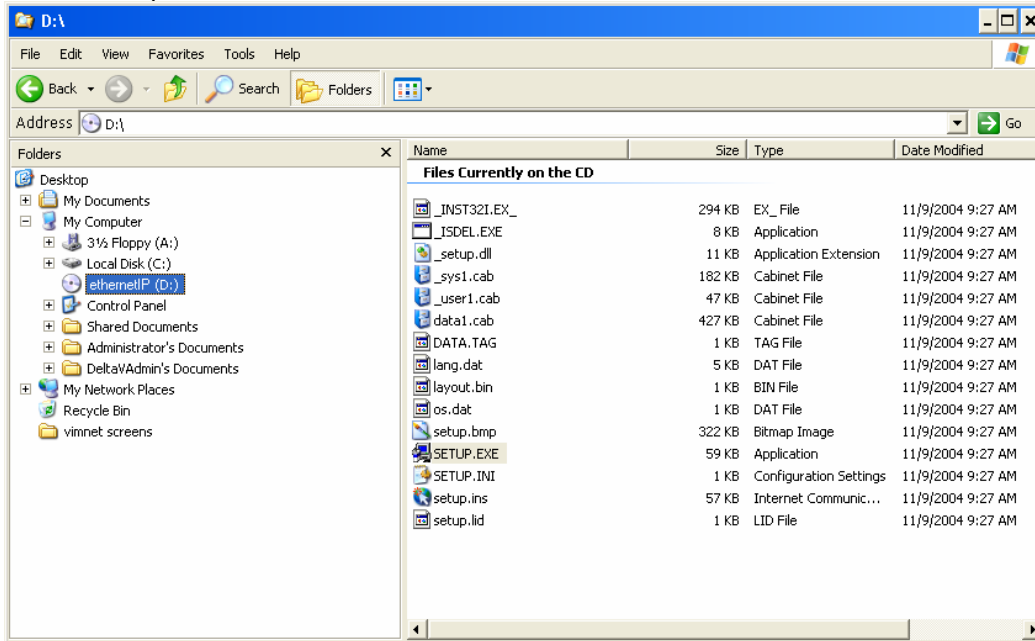 D:\
File Edit View Favorites Tools Help
Back Search Folders
Address D:\ Go
Folders
Desktop
My Documents
My Computer
3½ Floppy (A:)
Local Disk (C:)
ethernetIP (D:)
Control Panel
Shared Documents
Administrator's Documents
DeltaVAdmin's Documents
My Network Places
Recycle Bin
vimnet screens
Name Size Type Date Modified
Files Currently on the CD
_INST32I.EX_ 294 KB EX_ File 11/9/2004 9:27 AM
_ISDEL.EXE 8 KB Application 11/9/2004 9:27 AM
_setup.dll 11 KB Application Extension 11/9/2004 9:27 AM
_sys1.cab 182 KB Cabinet File 11/9/2004 9:27 AM
_user1.cab 47 KB Cabinet File 11/9/2004 9:27 AM
data1.cab 427 KB Cabinet File 11/9/2004 9:27 AM
DATA.TAG 1 KB TAG File 11/9/2004 9:27 AM
lang.dat 5 KB DAT File 11/9/2004 9:27 AM
layout.bin 1 KB BIN File 11/9/2004 9:27 AM
os.dat 1 KB DAT File 11/9/2004 9:27 AM
setup.bmp 322 KB Bitmap Image 11/9/2004 9:27 AM
SETUP.EXE 59 KB Application 11/9/2004 9:27 AM
SETUP.INI 1 KB Configuration Settings 11/9/2004 9:27 AM
setup.ins 57 KB Internet Communic... 11/9/2004 9:27 AM
setup.lid 1 KB LID File 11/9/2004 9:27 AM